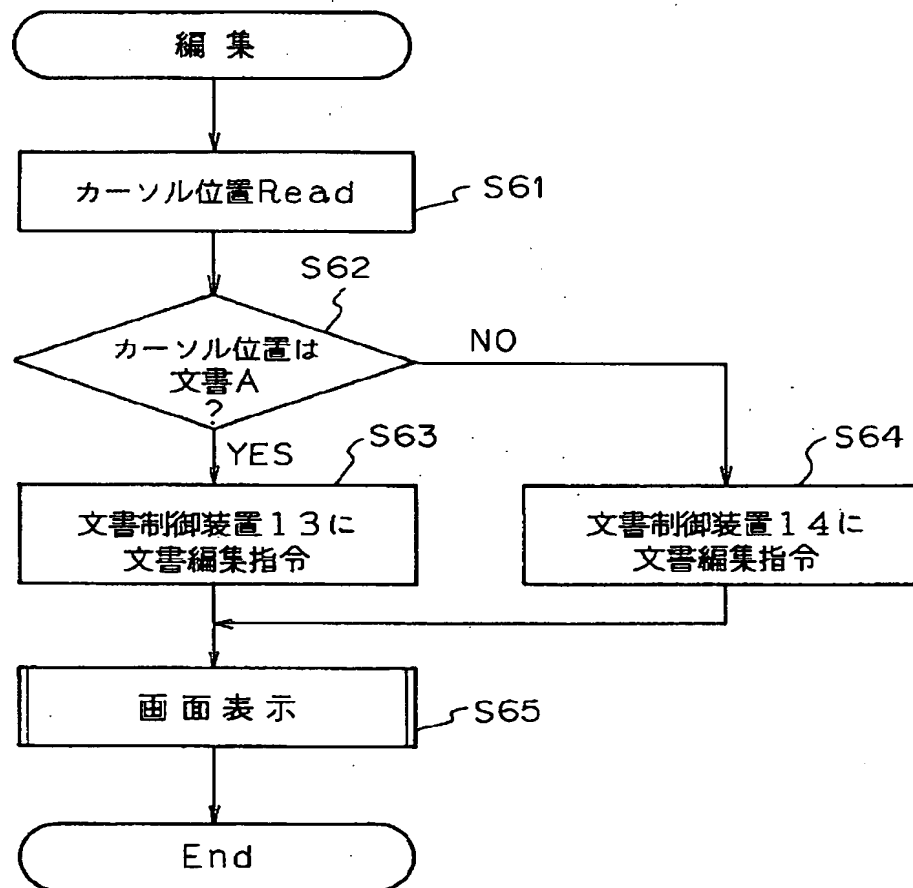 編集
カーソル位置Read
S61
S62
カーソル位置は
文書A
?
NO
YES
S63
文書制御装置13に
文書編集指令
S64
文書制御装置14に
文書編集指令
画面表示
S65
End